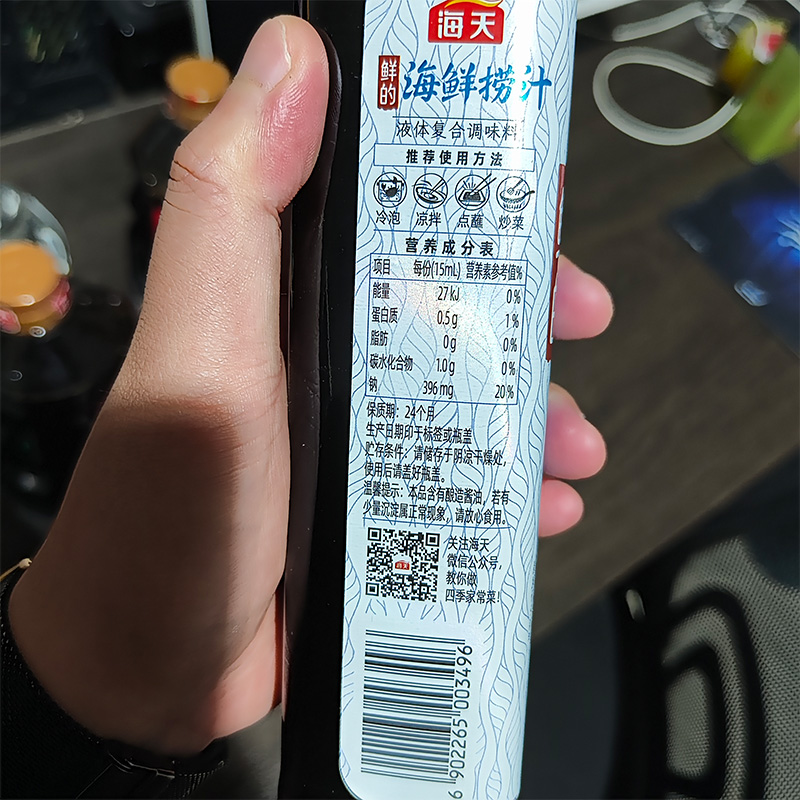 海天
鲜的
海鲜捞汁
液体复合调味料
推荐使用方法
冷泡 凉拌 点蘸 炒菜
营养成分表
项目 每份(15mL) 营养素参考值%
能量 27 kJ 0%
蛋白质 0.5 g 1%
脂肪 0 g 0%
碳水化合物 1.0 g 0%
钠 396 mg 20%
保质期：24个月
生产日期印于标签或瓶盖
贮存条件：请储存于阴凉干燥处，
使用后请盖好瓶盖。
温馨提示：本品含有酿造酱油，若有
少量沉淀属正常现象，请放心食用。
关注海天
微信公众号，
教你做
四季家常菜！
海天
6 902265 003496